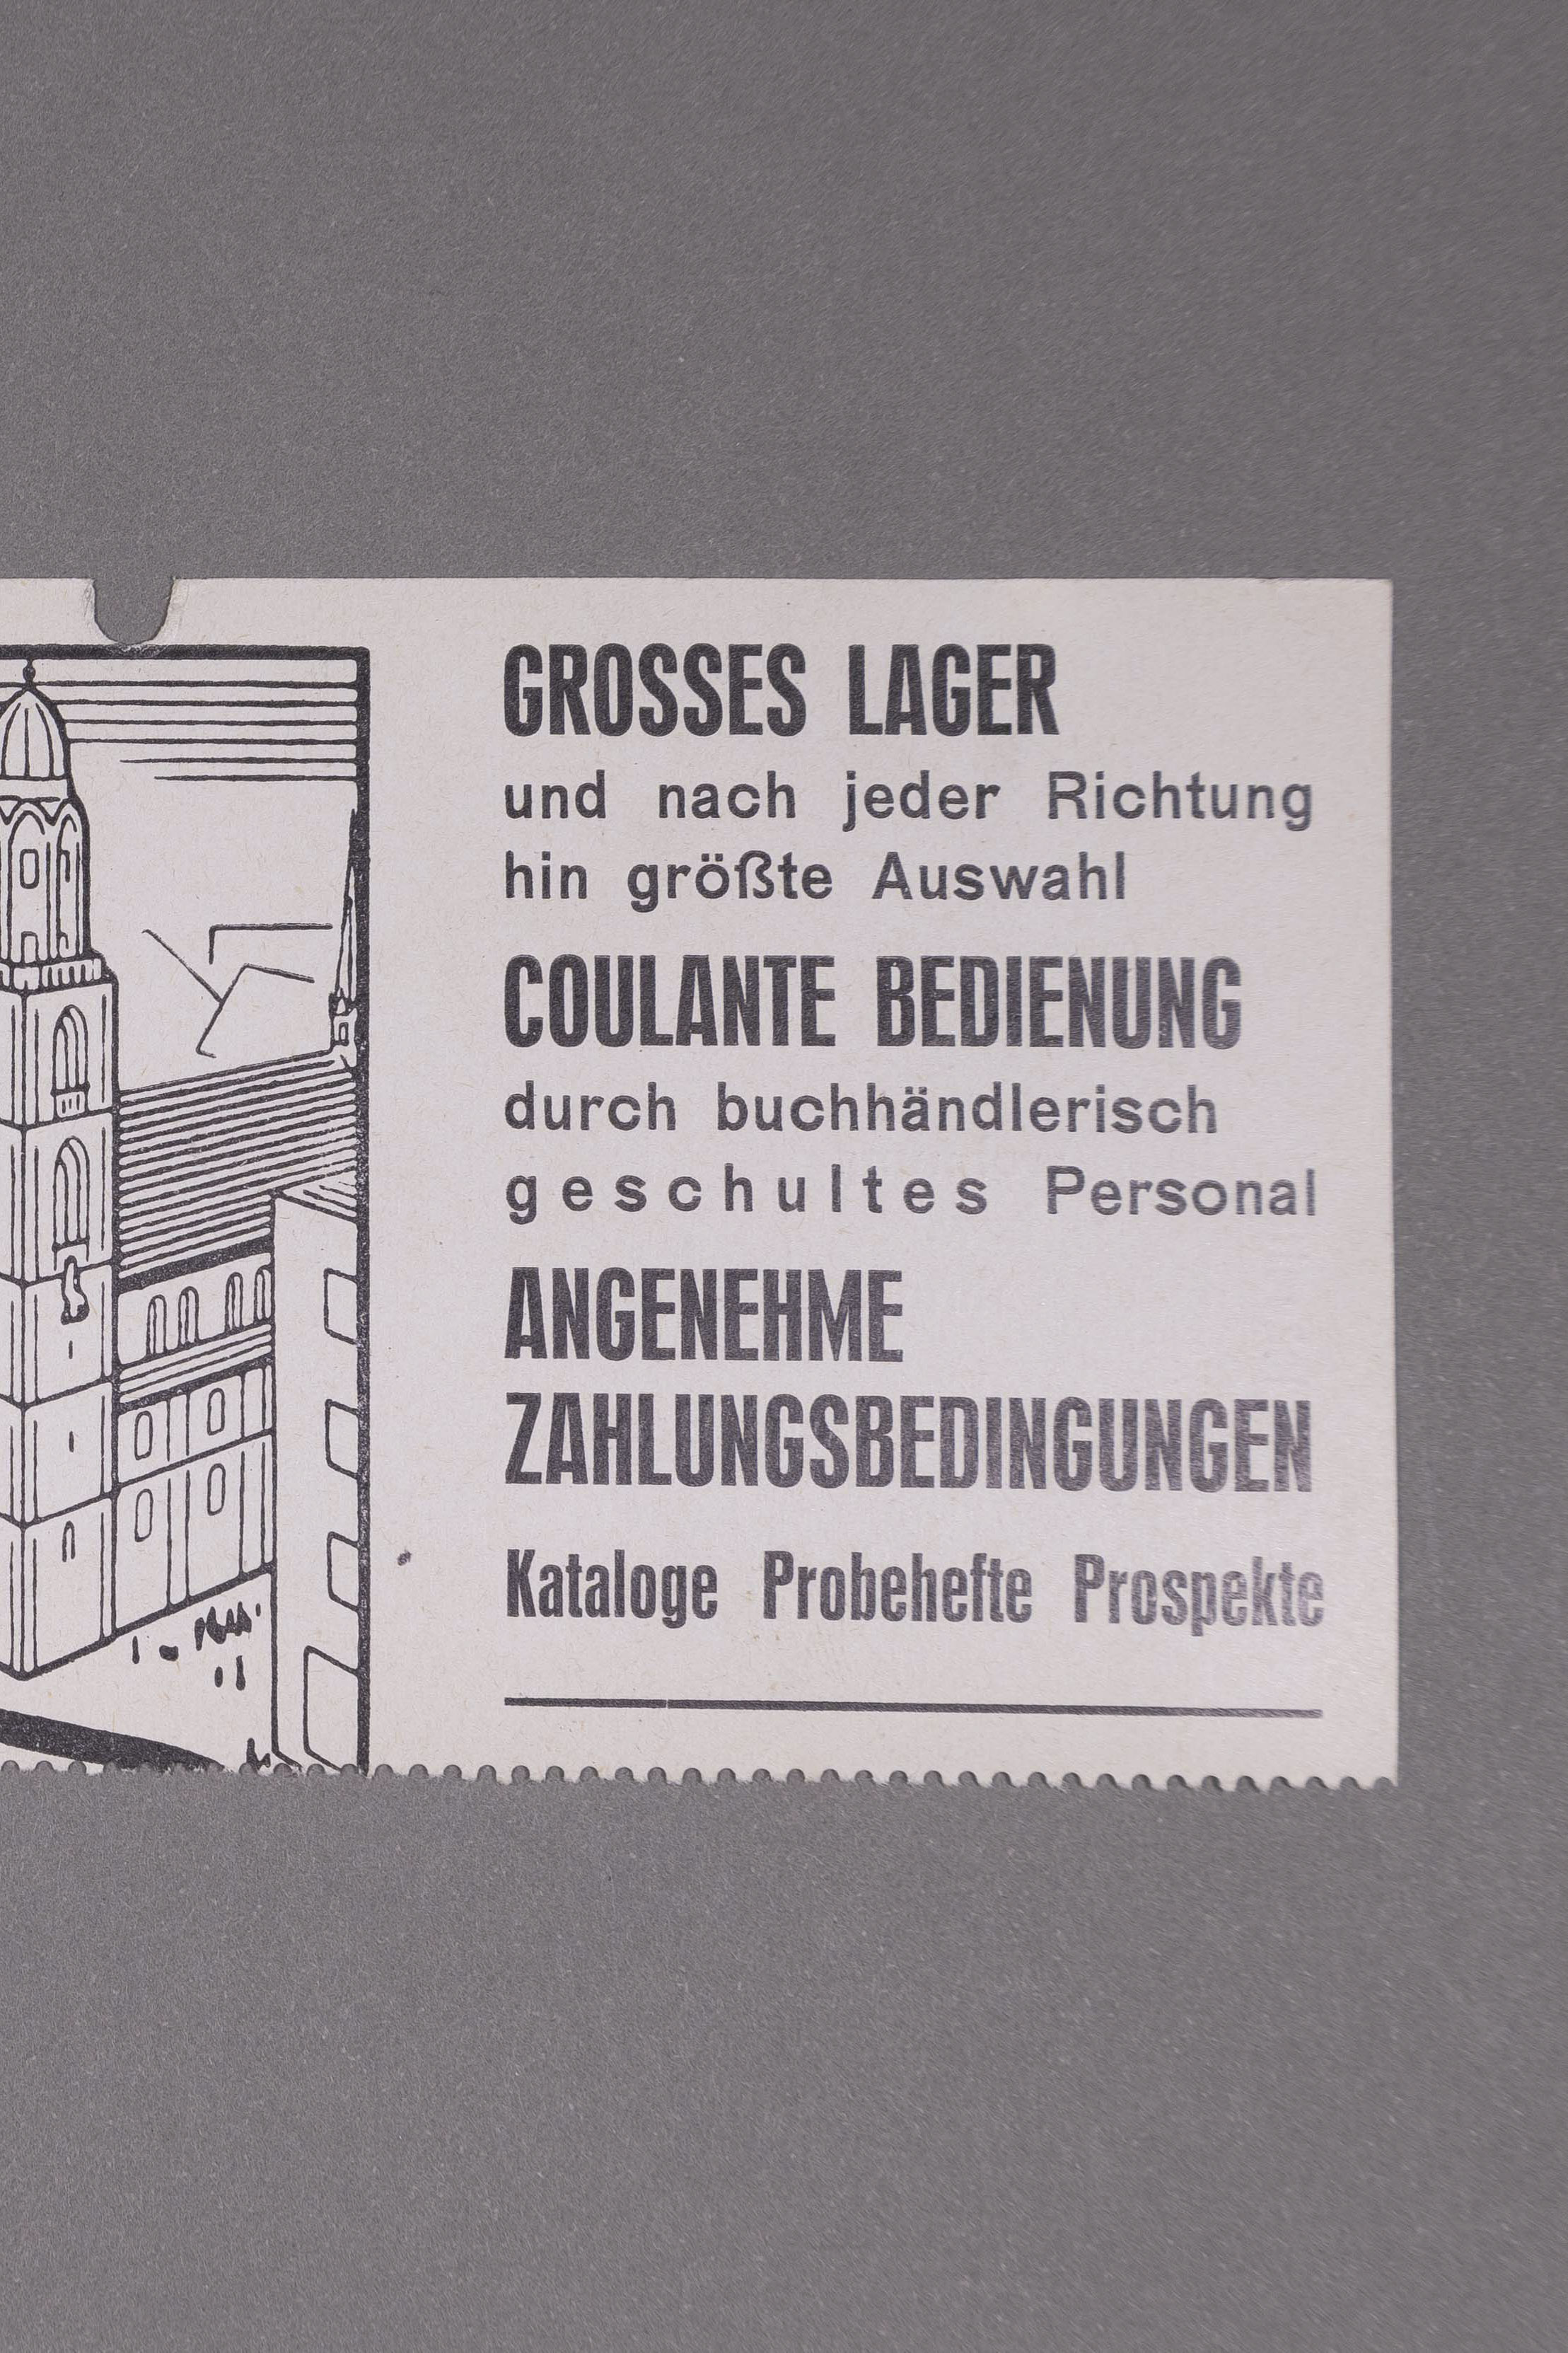 GROSSES LAGER
und nach jeder Richtung
hin größte Auswahl
COULANTE BEDIENUNG
durch buchhändlerisch
geschultes Personal
ANGENEHME
ZAHLUNGSBEDINGUNGEN
Kataloge Probehefte Prospekte